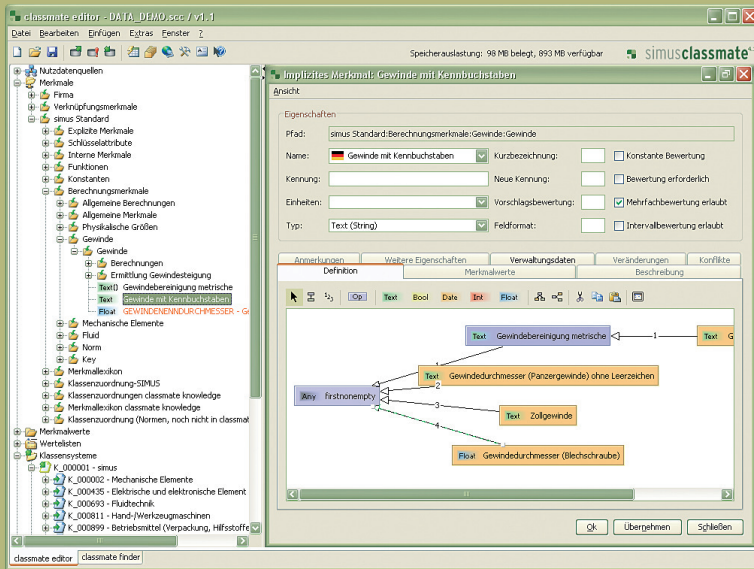 classmate editor - DATA_DEMO.scc / v1.1
Datei Bearbeiten Einfügen Extras Fenster ?
Speicherauslastung: 98 MB belegt, 893 MB verfügbar
simusclassmate
Nutzdatenquellen
Merkmale
Firma
Verknüpfungsmerkmale
simus Standard
Explizite Merkmale
Schlüsselattribute
Interne Merkmale
Funktionen
Konstanten
Berechnungsmerkmale
Allgemeine Berechnungen
Allgemeine Merkmale
Physikalische Größen
Gewinde
Gewinde
Berechnungen
Ermittlung Gewindesteigung
Text() Gewindebereinigung metrische
Text Gewinde mit Kennbuchstaben
Float GEWINDENENNDURCHMESSER - Ge
Mechanische Elemente
Fluid
Norm
Key
Merkmallexikon
Klassenzuordnung-SIMUS
Klassenzuordnungen classmate knowledge
Merkmallexikon classmate knowledge
Klassenzuordnung (Normen, noch nicht in classmat
Merkmalwerte
Wertelisten
Klassensysteme
K_000001 - simus
K_000002 - Mechanische Elemente
K_000435 - Elektrische und elektronische Element
K_000693 - Fluidtechnik
K_000811 - Hand-/Werkzeugmaschinen
K_000899 - Betriebsmittel (Verpackung, Hilfsstoffe
classmate editor classmate finder
Implizites Merkmal: Gewinde mit Kennbuchstaben
Ansicht
Eigenschaften
Pfad: simus Standard:Berechnungsmerkmale:Gewinde:Gewinde
Name: Gewinde mit Kennbuchstaben Kurzbezeichnung: Konstante Bewertung
Kennung: Neue Kennung: Bewertung erforderlich
Einheiten: Vorschlagsbewertung: Mehrfachbewertung erlaubt
Typ: Text (String) Feldformat: Intervallbewertung erlaubt
Anmerkungen Weitere Eigenschaften Verwaltungsdaten Veränderungen Konflikte
Definition Merkmalwerte Beschreibung
Op Text Bool Date Int Float
Text Gewindebereinigung metrische 1 Text G
1
Text Gewindedurchmesser (Panzergewinde) ohne Leerzeichen
2
Any firstnonempty
3 Text Zollgewinde
4
Float Gewindedurchmesser (Blechschraube)
Ok Übernehmen Schließen